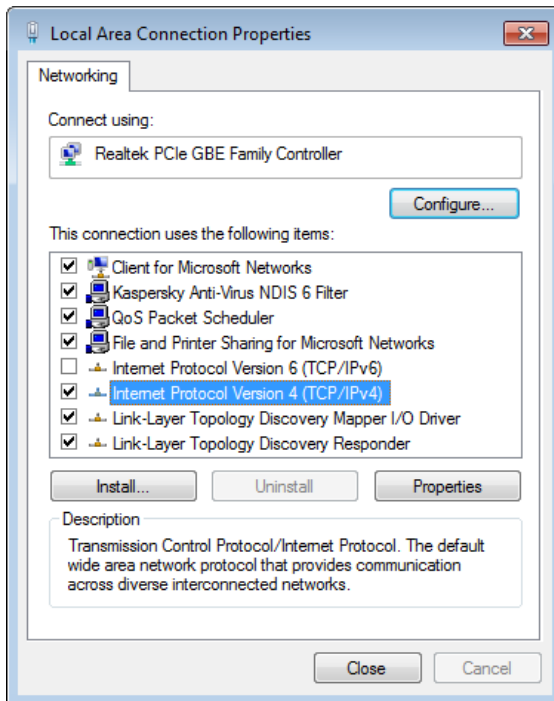 Local Area Connection Properties
Networking
Connect using:
Realtek PCIe GBE Family Controller
Configure...
This connection uses the following items:
Client for Microsoft Networks
Kaspersky Anti-Virus NDIS 6 Filter
QoS Packet Scheduler
File and Printer Sharing for Microsoft Networks
Internet Protocol Version 6 (TCP/IPv6)
Internet Protocol Version 4 (TCP/IPv4)
Link-Layer Topology Discovery Mapper I/O Driver
Link-Layer Topology Discovery Responder
Install... Uninstall Properties
Description
Transmission Control Protocol/Internet Protocol. The default
wide area network protocol that provides communication
across diverse interconnected networks.
Close Cancel